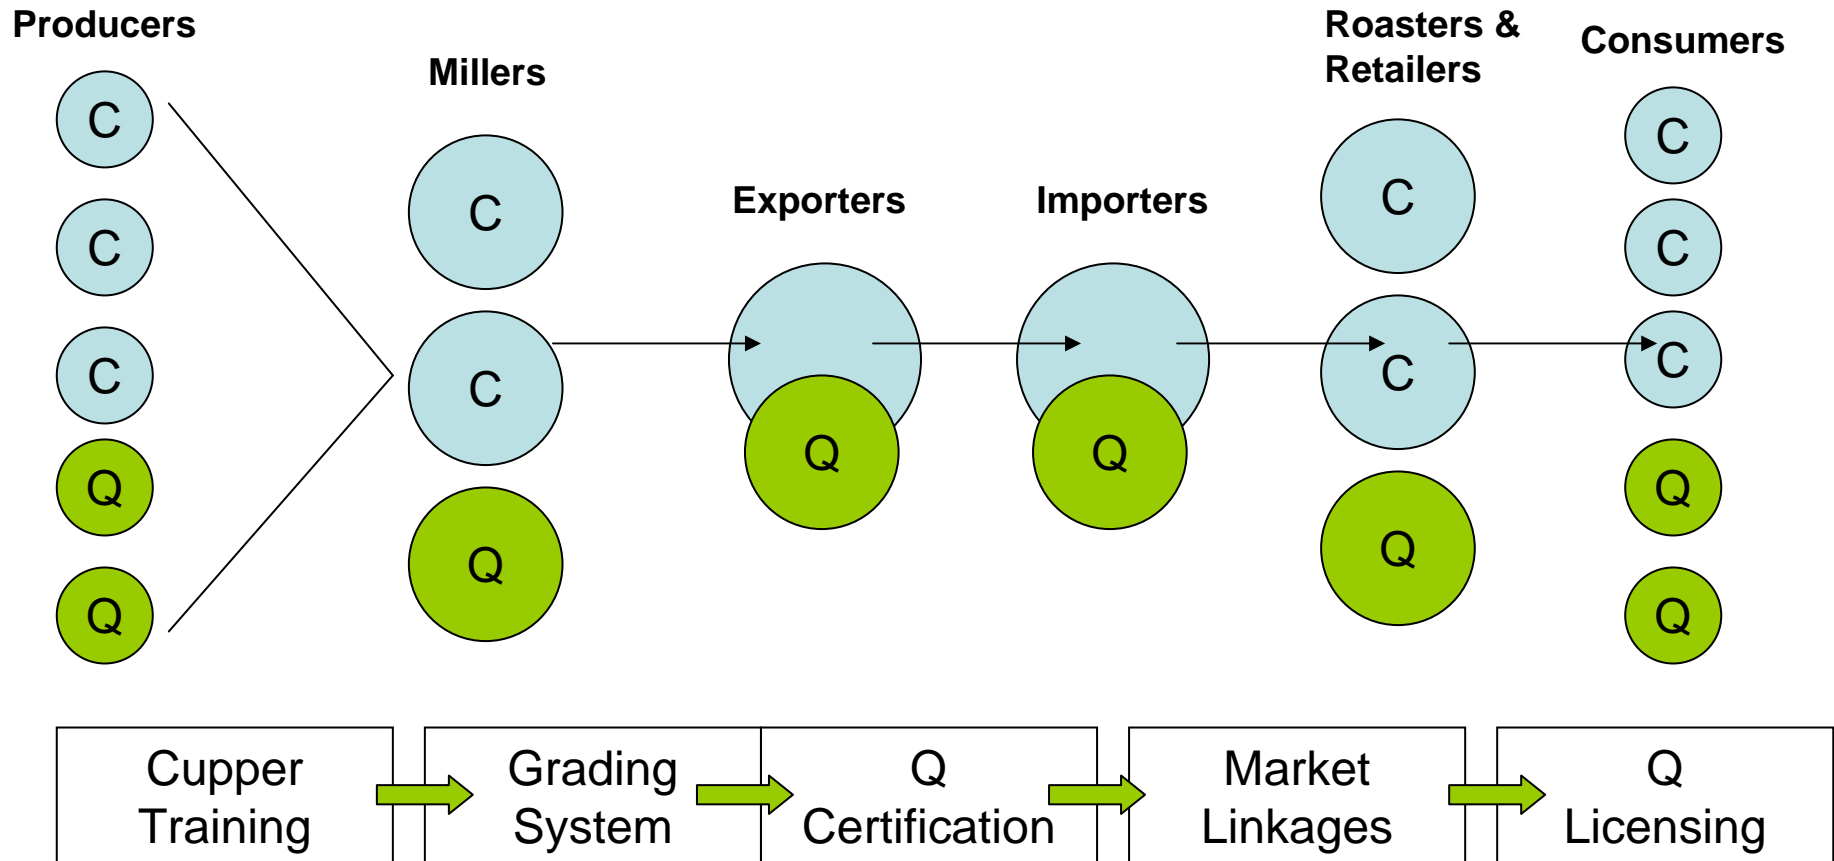 Producers
C
C
C
Q
Q
Millers
C
C
Q
Exporters
Q
Importers
Q
Roasters &
Retailers
C
C
Q
Consumers
C
C
C
Q
Q
Cupper
Training
Grading
System
Q
Certification
Market
Linkages
Q
Licensing